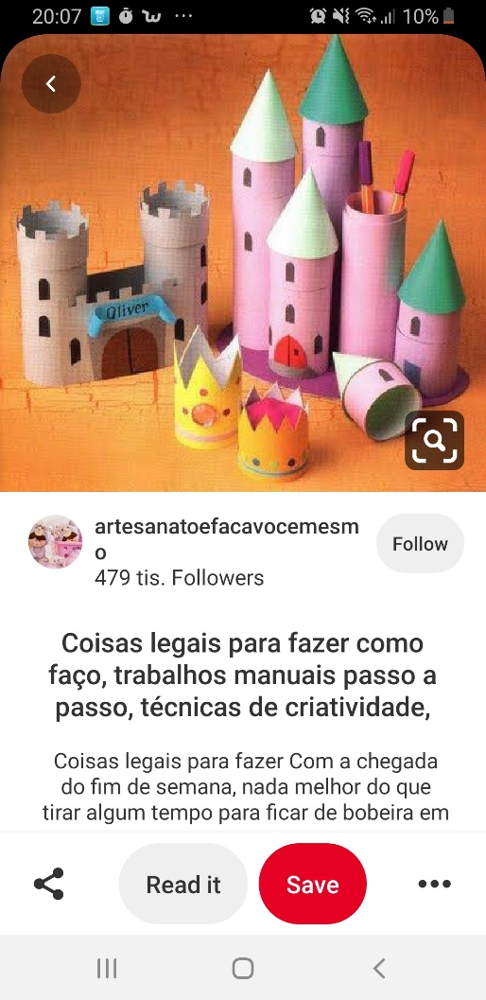 20:07
10%
Oliver
artesanatoefacavocemesm
o
479 tis. Followers
Follow
Coisas legais para fazer como
faço, trabalhos manuais passo a
passo, técnicas de criatividade,
Coisas legais para fazer Com a chegada
do fim de semana, nada melhor do que
tirar algum tempo para ficar de bobeira em
Read it
Save